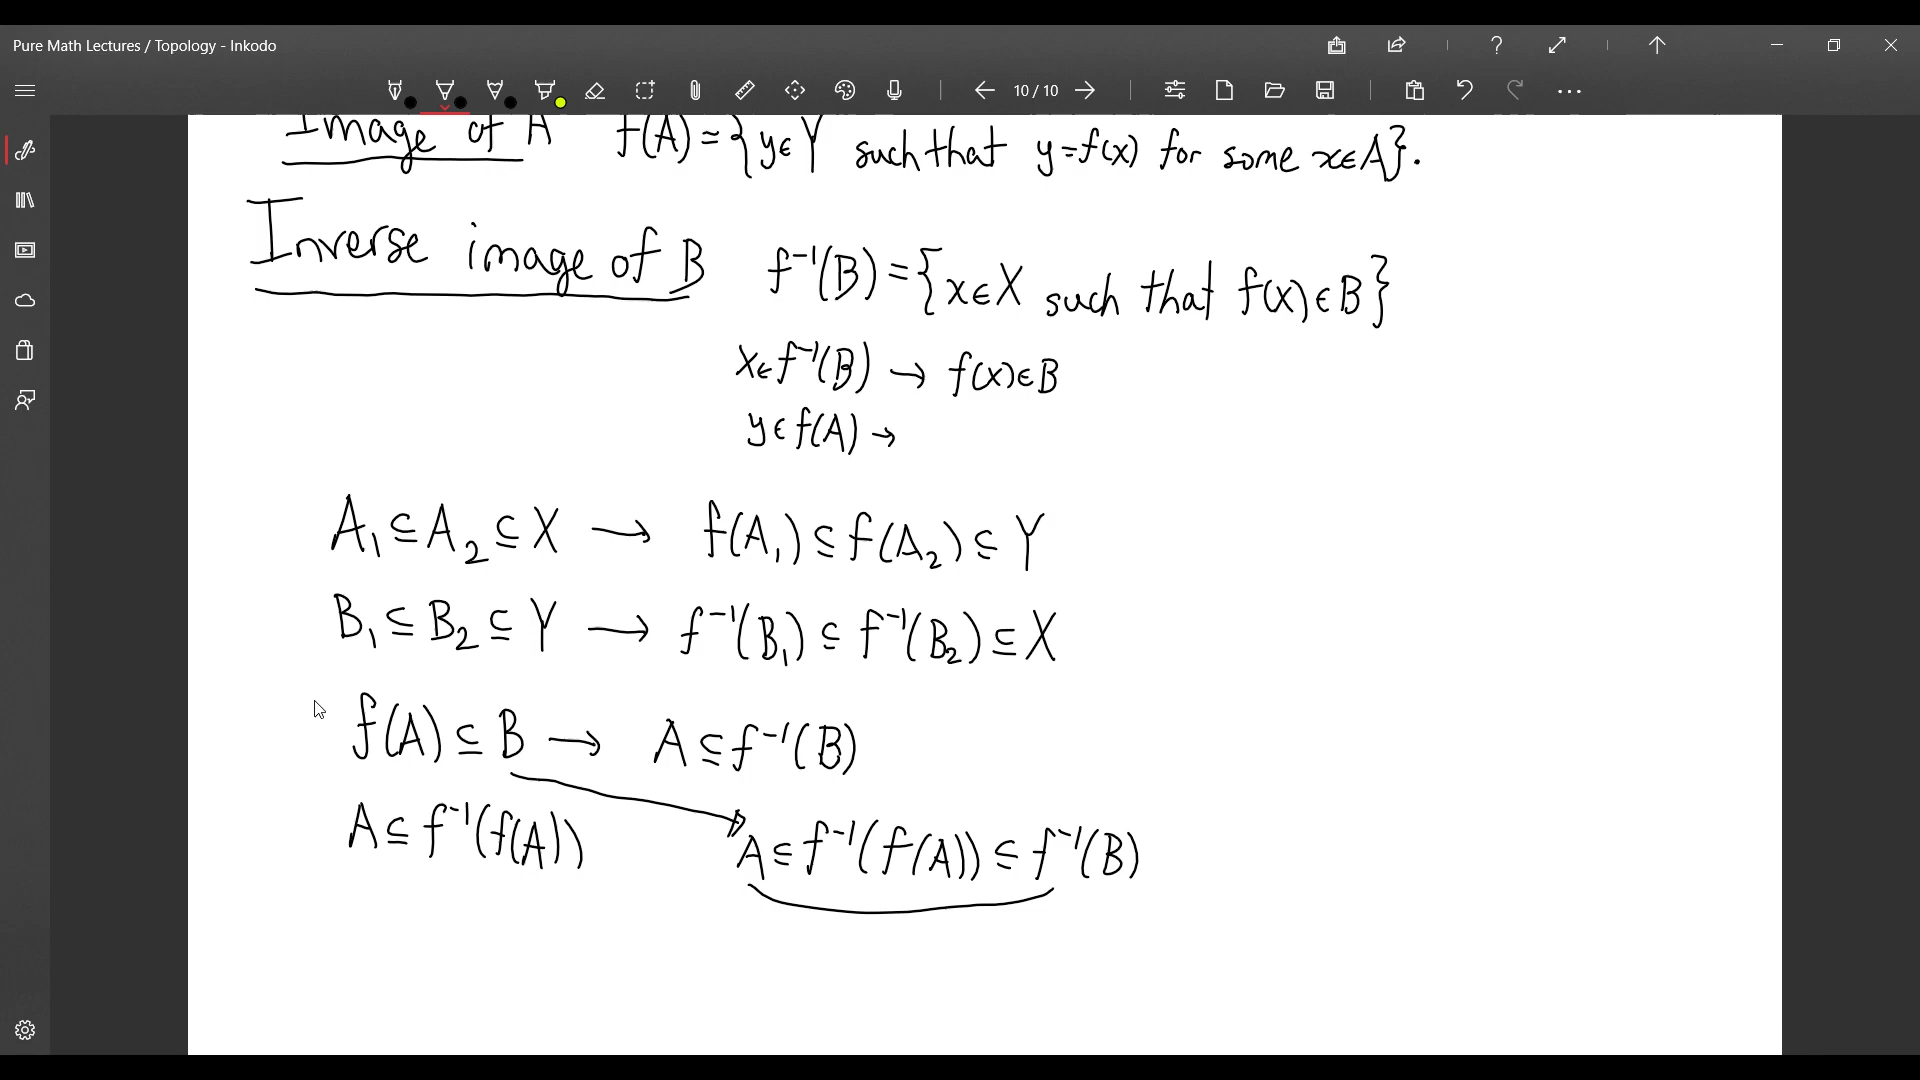 Pure Math Lectures / Topology - Inkodo
10 / 10
Image of A f(A) = {y∈Y such that y=f(x) for some x∈A}.
Inverse image of B f⁻¹(B) = {x∈X such that f(x)∈B}
x∈f⁻¹(B) → f(x)∈B
y∈f(A) →
A₁⊆A₂⊆X → f(A₁)⊆f(A₂)⊆Y
B₁⊆B₂⊆Y → f⁻¹(B₁)⊆f⁻¹(B₂)⊆X
f(A)⊆B → A⊆f⁻¹(B)
A⊆f⁻¹(f(A)) A⊆f⁻¹(f(A))⊆f⁻¹(B)